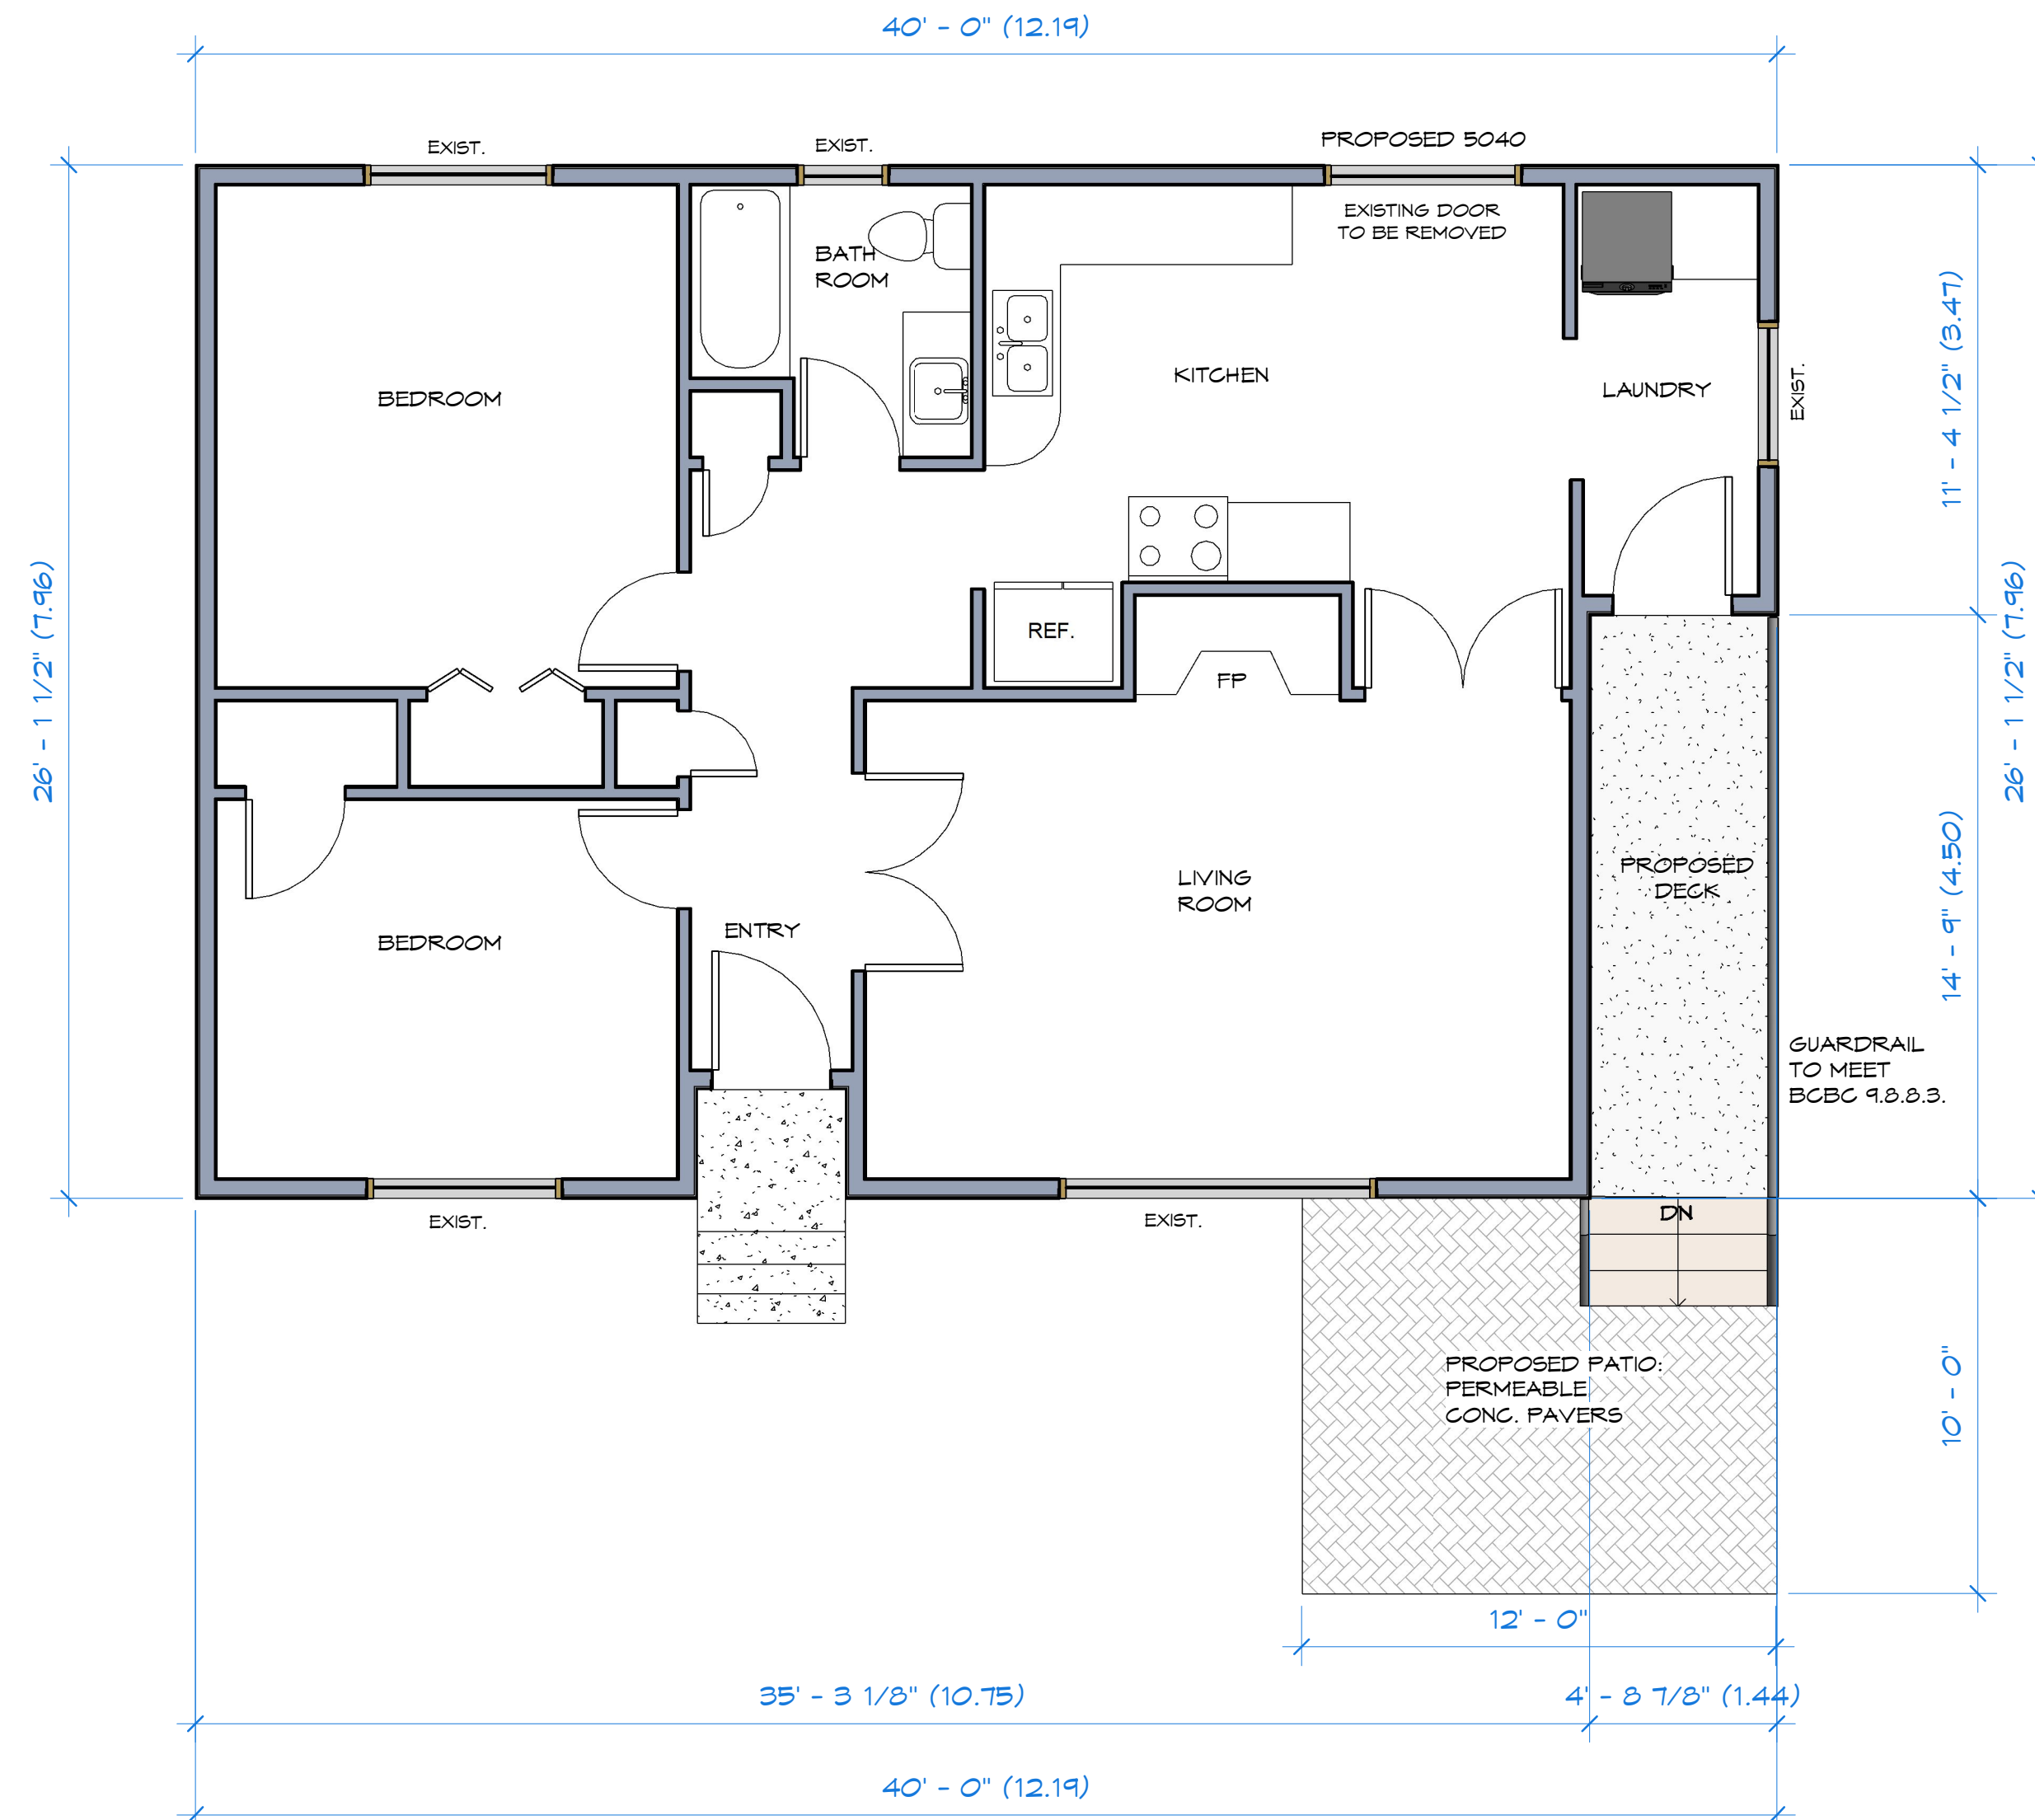 40' - 0" (12.19)
EXIST.
EXIST.
PROPOSED 5040
EXISTING DOOR
TO BE REMOVED
BATH
ROOM
11' - 4 1/2" (3.47)
KITCHEN
LAUNDRY
EXIST.
BEDROOM
26' - 1 1/2" (7.96)
26' - 1 1/2" (7.96)
REF.
FP
LIVING
ROOM
PROPOSED
DECK
14' - 9" (4.50)
ENTRY
BEDROOM
GUARDRAIL
TO MEET
BCBC 9.8.8.3.
EXIST.
EXIST.
DN
PROPOSED PATIO:
PERMEABLE
CONC. PAVERS
10' - 0"
12' - 0"
35' - 3 1/8" (10.75)
4' - 8 7/8" (1.44)
40' - 0" (12.19)